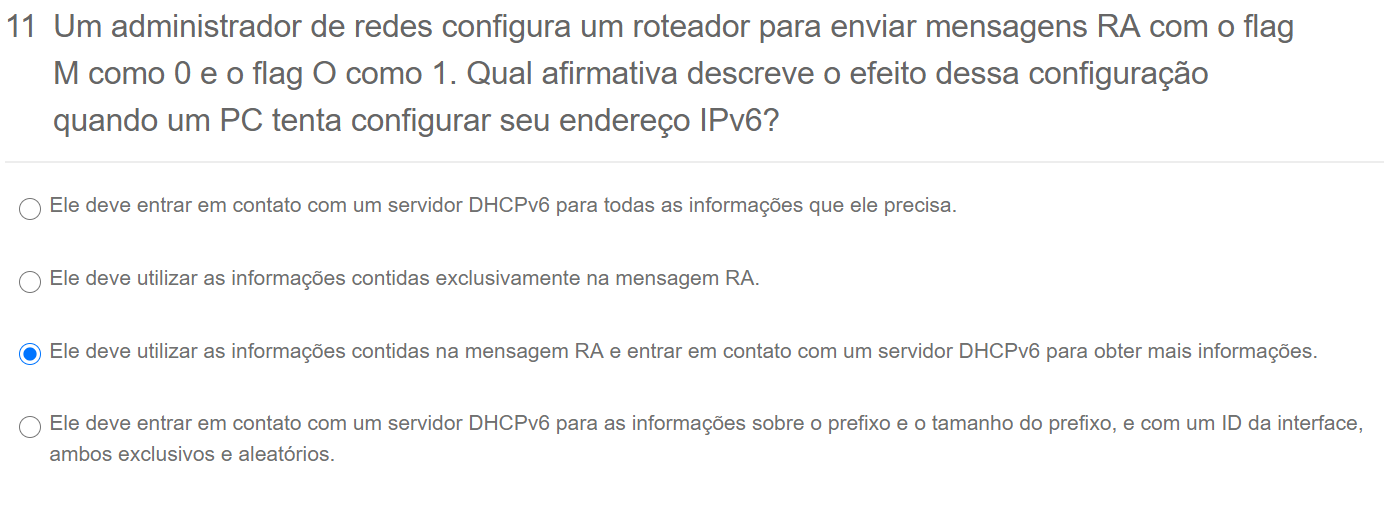 11 Um administrador de redes configura um roteador para enviar mensagens RA com o flag
M como 0 e o flag O como 1. Qual afirmativa descreve o efeito dessa configuração
quando um PC tenta configurar seu endereço IPv6?
Ele deve entrar em contato com um servidor DHCPv6 para todas as informações que ele precisa.
Ele deve utilizar as informações contidas exclusivamente na mensagem RA.
Ele deve utilizar as informações contidas na mensagem RA e entrar em contato com um servidor DHCPv6 para obter mais informações.
Ele deve entrar em contato com um servidor DHCPv6 para as informações sobre o prefixo e o tamanho do prefixo, e com um ID da interface,
ambos exclusivos e aleatórios.